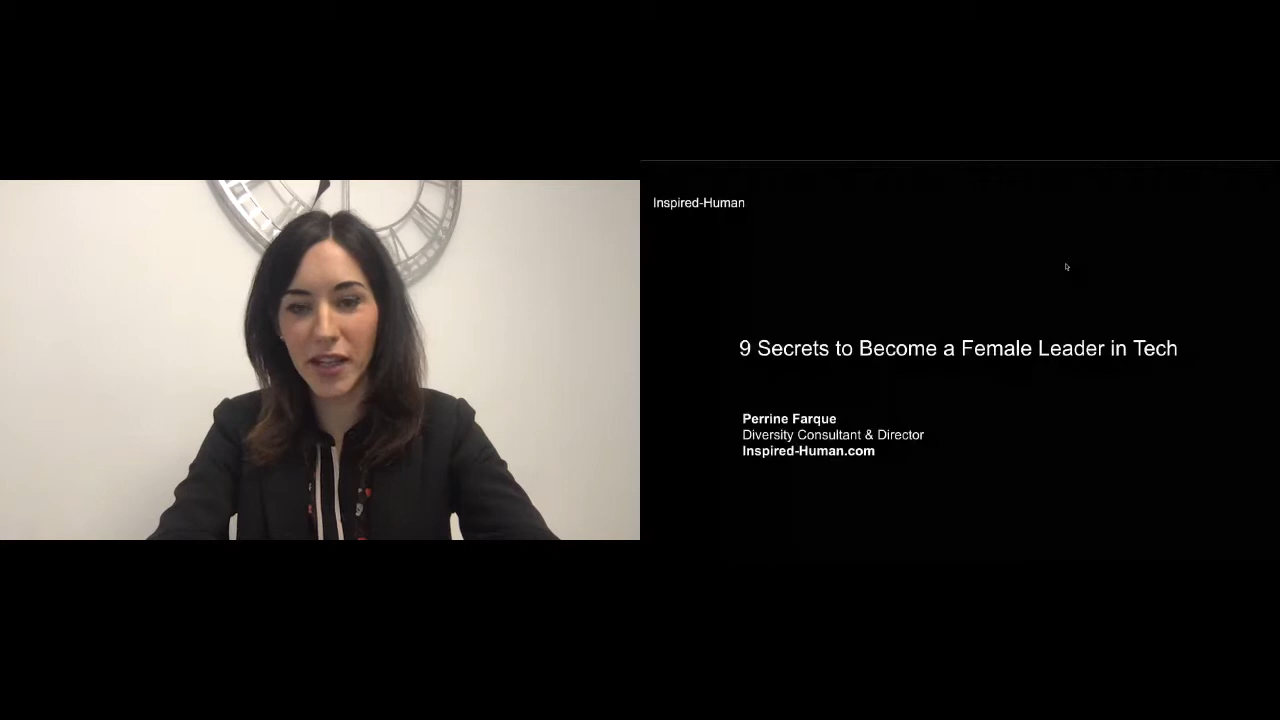 Inspired-Human
9 Secrets to Become a Female Leader in Tech
Perrine Farque
Diversity Consultant & Director
Inspired-Human.com